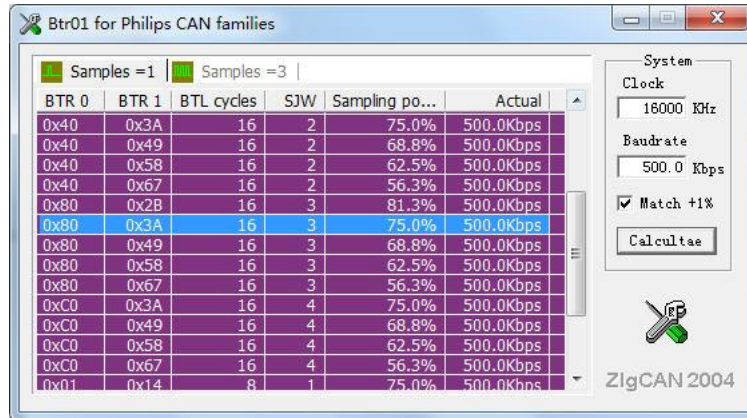 Btr01 for Philips CAN families
Samples =1 Samples =3
BTR 0 BTR 1 BTL cycles SJW Sampling po... Actual
0x40 0x3A 16 2 75.0% 500.0Kbps
0x40 0x49 16 2 68.8% 500.0Kbps
0x40 0x58 16 2 62.5% 500.0Kbps
0x40 0x67 16 2 56.3% 500.0Kbps
0x80 0x2B 16 3 81.3% 500.0Kbps
0x80 0x3A 16 3 75.0% 500.0Kbps
0x80 0x49 16 3 68.8% 500.0Kbps
0x80 0x58 16 3 62.5% 500.0Kbps
0x80 0x67 16 3 56.3% 500.0Kbps
0xC0 0x3A 16 4 75.0% 500.0Kbps
0xC0 0x49 16 4 68.8% 500.0Kbps
0xC0 0x58 16 4 62.5% 500.0Kbps
0xC0 0x67 16 4 56.3% 500.0Kbps
0x01 0x14 8 1 75.0% 500.0Kbps
System
Clock
16000 KHz
Baudrate
500.0 Kbps
Match +1%
Calcultae
ZIgCAN 2004